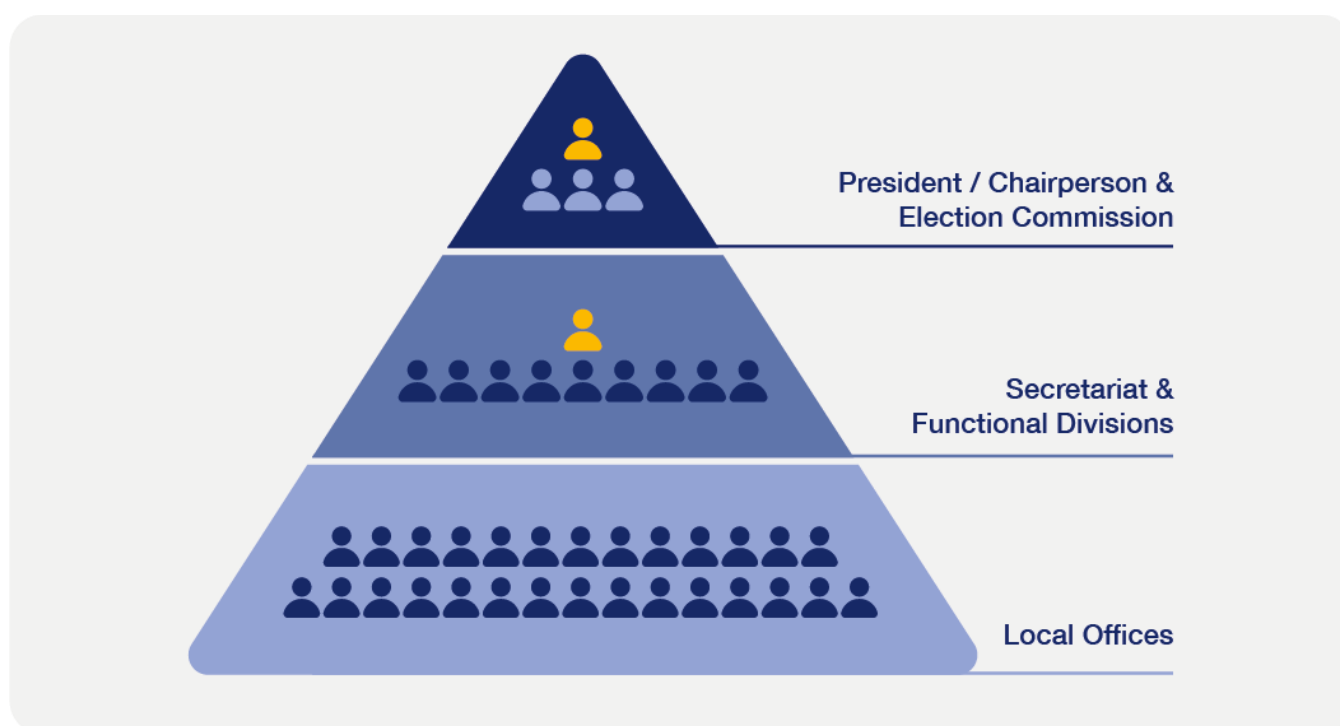 President / Chairperson &
Election Commission
Secretariat &
Functional Divisions
Local Offices